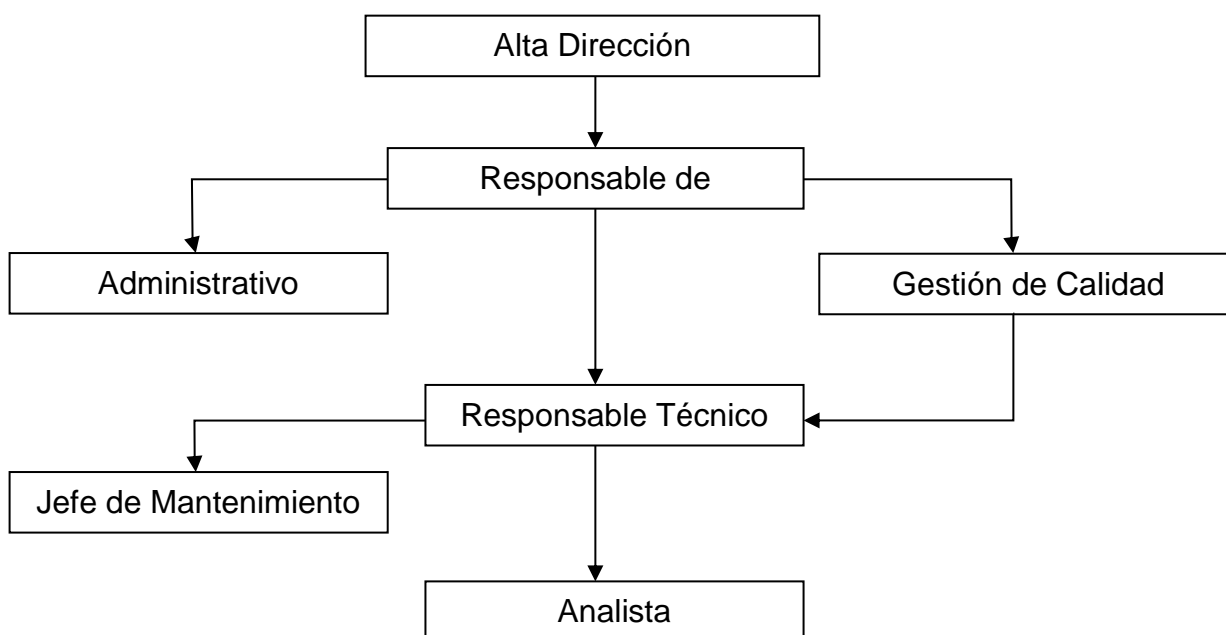 Alta Dirección
Responsable de
Administrativo
Gestión de Calidad
Responsable Técnico
Jefe de Mantenimiento
Analista